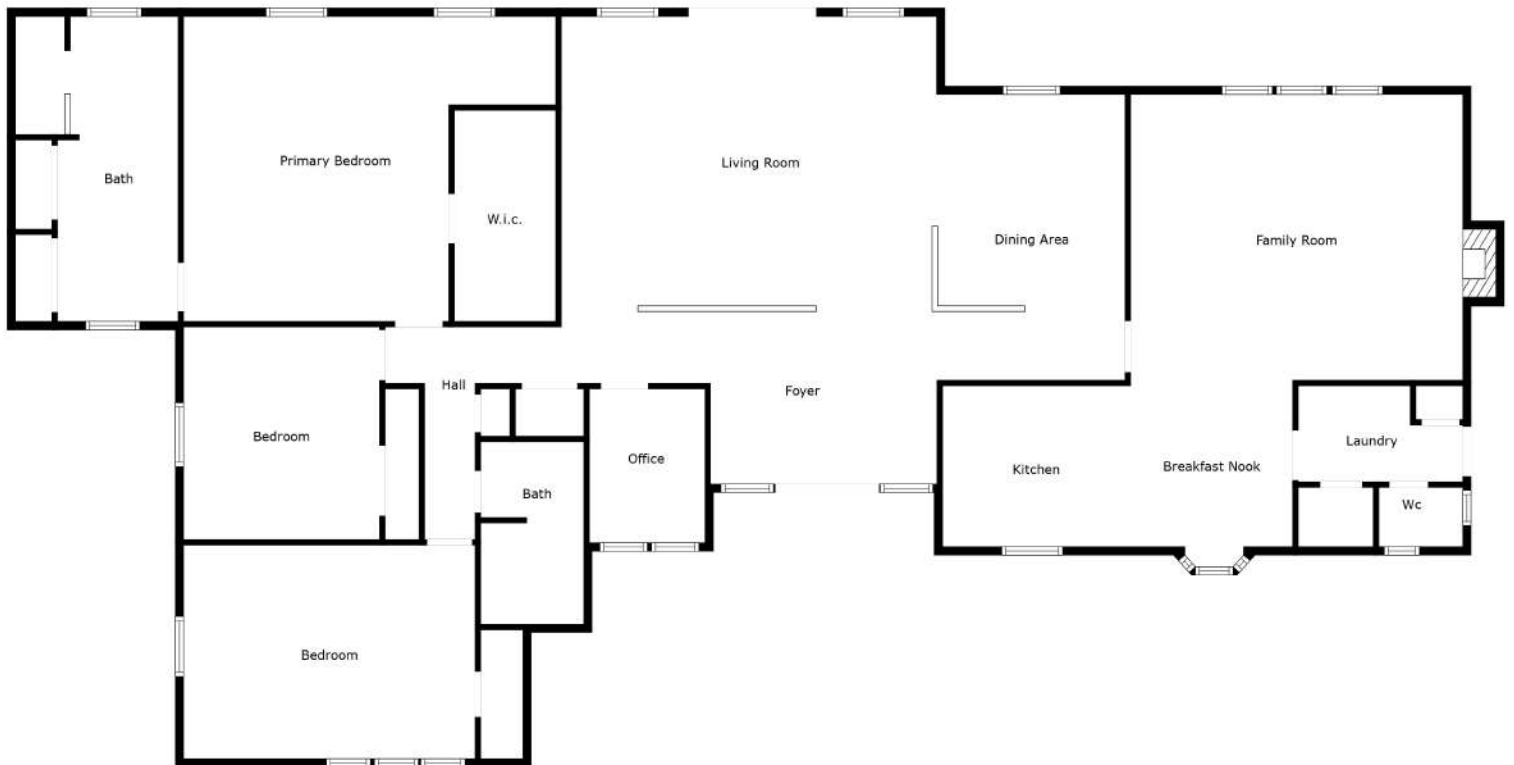 Primary Bedroom
Living Room
Bath
W.i.c.
Dining Area
Family Room
Hall
Foyer
Bedroom
Office
Kitchen
Breakfast Nook
Laundry
Bath
Wc
Bedroom